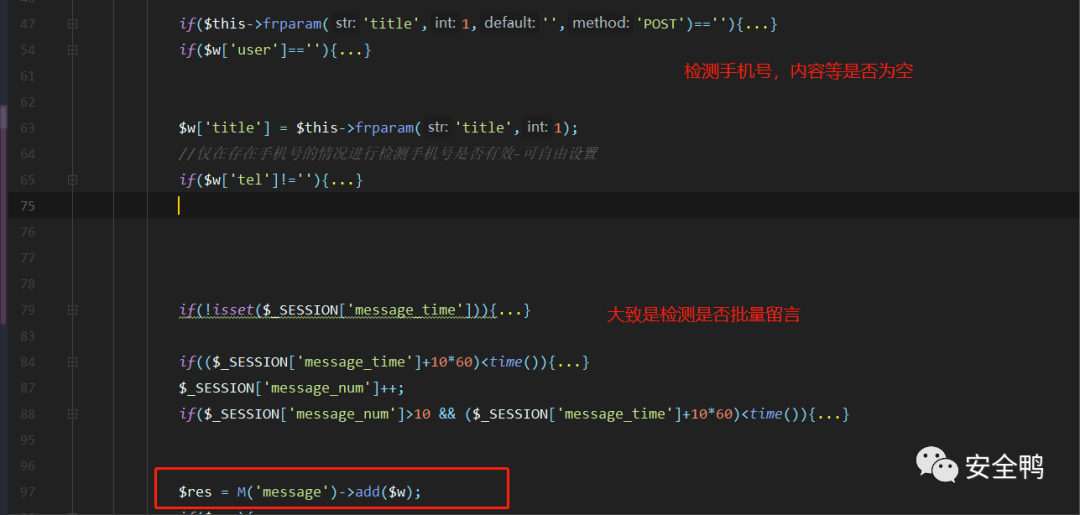 47 if($this->frparam( str: 'title', int: 1, default: '', method: 'POST')==''){...}
54 if($w['user']==''){...}
检测手机号，内容等是否为空
61
62
63 $w['title'] = $this->frparam( str: 'title', int: 1);
64 //仅在存在手机号的情况进行检测手机号是否有效-可自由设置
65 if($w['tel']!=''){...}
75
76
77
78
79 if(!isset($_SESSION['message_time'])){...}
大致是检测是否批量留言
83
84 if(($_SESSION['message_time']+10*60)<time()){...}
87 $_SESSION['message_num']++;
88 if($_SESSION['message_num']>10 && ($_SESSION['message_time']+10*60)<time()){...}
95
96
安全鸭
97 $res = M('message')->add($w);